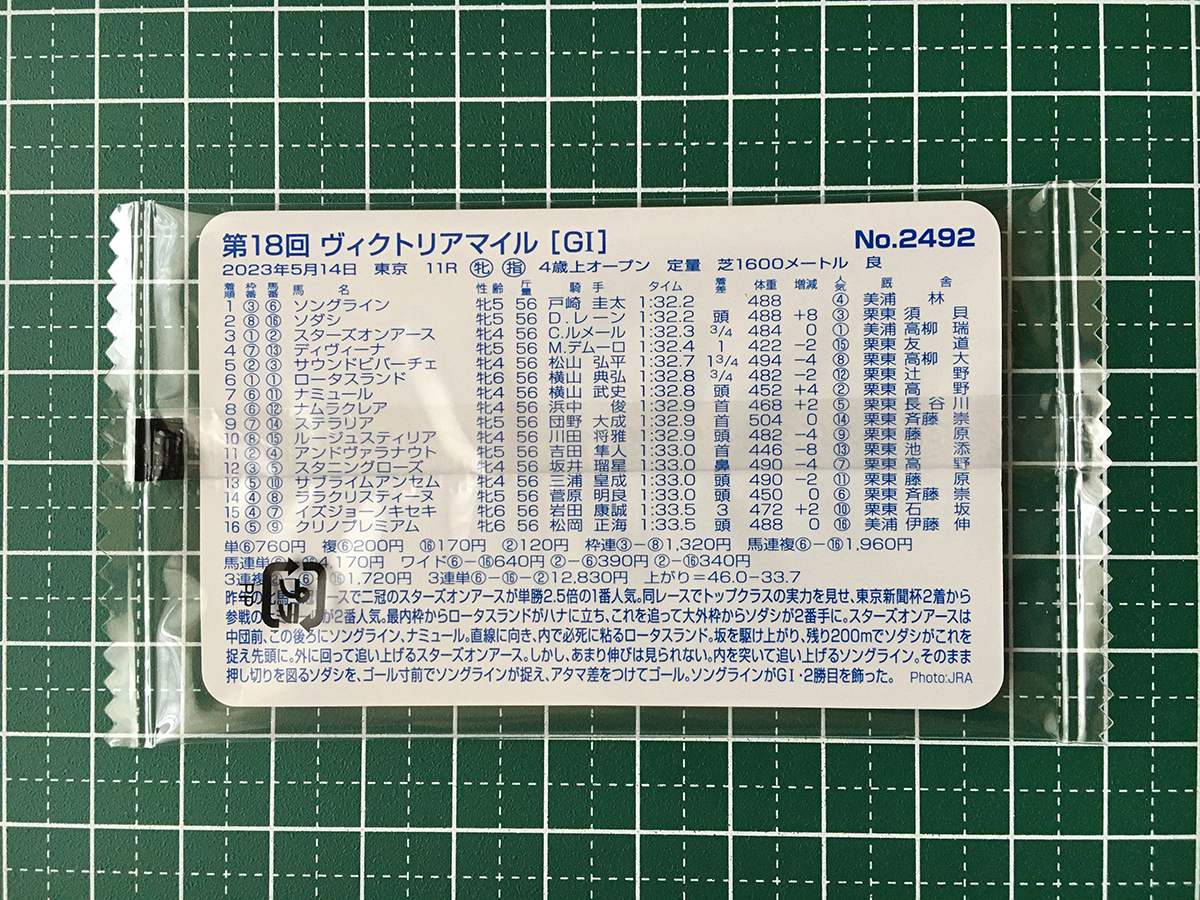 第18回 ヴィクトリアマイル [GI] No.2492
2023年5月14日 東京 11R ㊛ 指 4歳上オープン 定量 芝1600メートル 良
着順 枠番 馬番 馬名 性齢 斤量 騎手 タイム 着差 体重 増減 人気 厩舎
1 ③ ⑥ ソングライン 牝5 56 戸崎 圭太 1:32.2 488 ④ 美浦 林
2 ⑧ ⑯ ソダシ 牝5 56 D.レーン 1:32.2 頭 488 +8 ③ 栗東 須貝
3 ① ② スターズオンアース 牝4 56 C.ルメール 1:32.3 3/4 484 0 ① 美浦 高柳瑞
4 ⑦ ⑬ ディヴィーナ 牝5 56 M.デムーロ 1:32.4 1 422 −2 ⑮ 栗東 友道
5 ② ③ サウンドビバーチェ 牝4 56 松山 弘平 1:32.7 1 3/4 494 −4 ⑧ 栗東 高柳大
6 ① ① ロータスランド 牝6 56 横山 典弘 1:32.8 3/4 482 −2 ⑫ 栗東 辻野
7 ⑥ ⑪ ナミュール 牝4 56 横山 武史 1:32.8 頭 452 +4 ② 栗東 高野
8 ⑥ ⑫ ナムラクレア 牝4 56 浜中 俊 1:32.9 首 468 +2 ⑤ 栗東 長谷川
9 ⑦ ⑭ ステラリア 牝5 56 団野 大成 1:32.9 首 504 0 ⑭ 栗東 斉藤崇
10 ⑧ ⑮ ルージュスティリア 牝4 56 川田 将雅 1:32.9 頭 482 −4 ⑨ 栗東 藤原
11 ② ④ アンドヴァラナウト 牝5 56 吉田 隼人 1:33.0 首 446 −8 ⑬ 栗東 池添
12 ③ ⑤ スタニングローズ 牝4 56 坂井 瑠星 1:33.0 鼻 490 −4 ⑦ 栗東 高野
13 ⑤ ⑩ サブライムアンセム 牝4 56 三浦 皇成 1:33.0 頭 490 −2 ⑪ 栗東 藤原
14 ④ ⑧ ララクリスティーヌ 牝5 56 菅原 明良 1:33.0 頭 450 0 ⑥ 栗東 斉藤崇
15 ④ ⑦ イズジョーノキセキ 牝6 56 岩田 康誠 1:33.5 3 472 +2 ⑩ 栗東 石坂
16 ⑤ ⑨ クリノプレミアム 牝6 56 松岡 正海 1:33.5 頭 488 0 ⑯ 美浦 伊藤伸
単⑥760円 複⑥200円 ⑯170円 ②120円 枠連③−⑧1,320円 馬連複⑥−⑯1,960円
馬連単 4,170円 ワイド⑥−⑯640円 ②−⑥390円 ②−⑯340円
3連複 ⑯1,720円 3連単⑥−⑯−②12,830円 上がり=46.0−33.7
昨年の 馬 ースで二冠のスターズオンアースが単勝2.5倍の1番人気。同レースでトップクラスの実力を見せ、東京新聞杯2着から
参戦の が2番人気。最内枠からロータスランドがハナに立ち、これを追って大外枠からソダシが2番手に。スターズオンアースは
中団前、この後ろにソングライン、ナミュール。直線に向き、内で必死に粘るロータスランド。坂を駆け上がり、残り200mでソダシがこれを
捉え先頭に。外に回って追い上げるスターズオンアース。しかし、あまり伸びは見られない。内を突いて追い上げるソングライン。そのまま
押し切りを図るソダシを、ゴール寸前でソングラインが捉え、アタマ差をつけてゴール。ソングラインがGI・2勝目を飾った。 Photo:JRA
プラ
PP